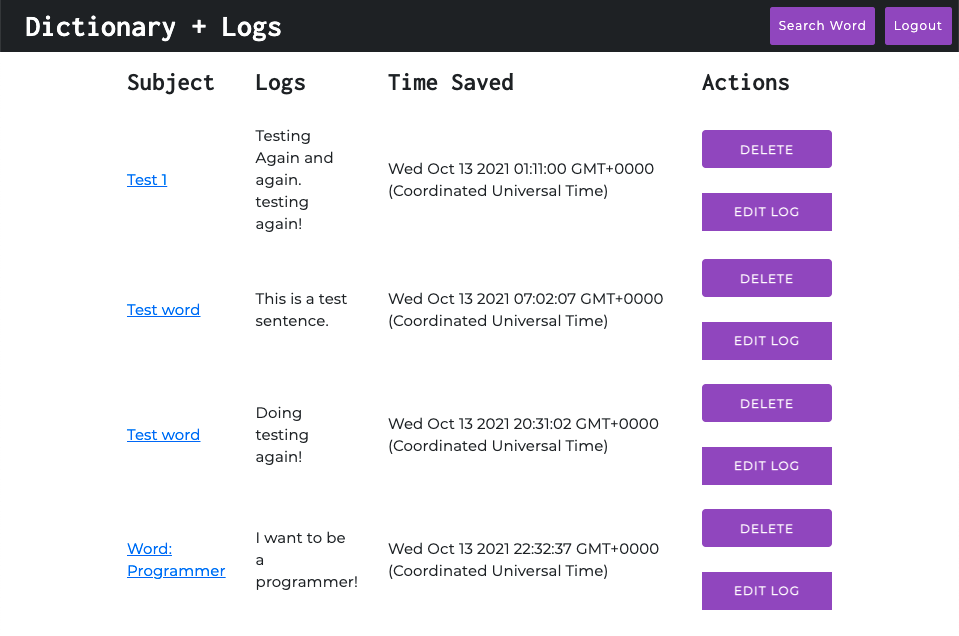 Dictionary + Logs
Search Word
Logout
Subject
Logs
Time Saved
Actions
Test 1
Testing
Again and
again.
testing
again!
Wed Oct 13 2021 01:11:00 GMT+0000
(Coordinated Universal Time)
DELETE
EDIT LOG
Test word
This is a test
sentence.
Wed Oct 13 2021 07:02:07 GMT+0000
(Coordinated Universal Time)
DELETE
EDIT LOG
Test word
Doing
testing
again!
Wed Oct 13 2021 20:31:02 GMT+0000
(Coordinated Universal Time)
DELETE
EDIT LOG
Word:
Programmer
I want to be
a
programmer!
Wed Oct 13 2021 22:32:37 GMT+0000
(Coordinated Universal Time)
DELETE
EDIT LOG